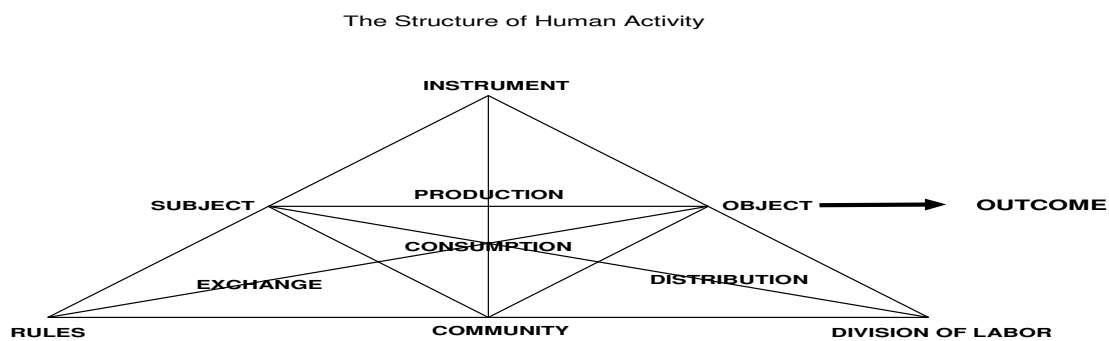 The Structure of Human Activity
INSTRUMENT
PRODUCTION
SUBJECT
OBJECT
OUTCOME
CONSUMPTION
EXCHANGE
DISTRIBUTION
RULES
COMMUNITY
DIVISION OF LABOR